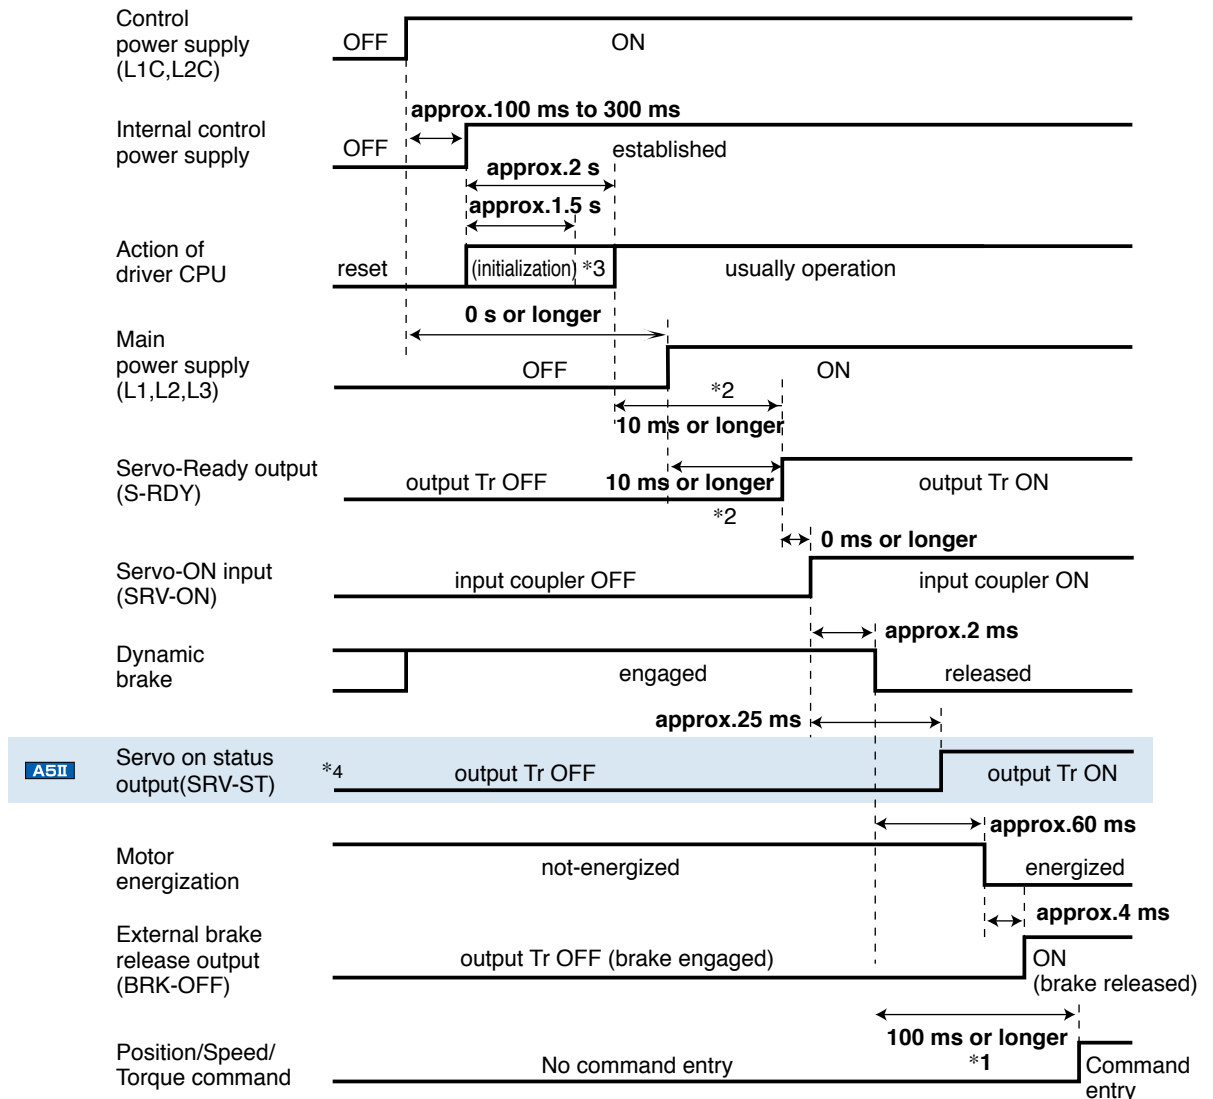 Control
power supply
(L1C,L2C)
OFF
ON
approx.100 ms to 300 ms
Internal control
power supply
OFF
established
approx.2 s
approx.1.5 s
Action of
driver CPU
reset
(initialization) *3
usually operation
0 s or longer
Main
power supply
(L1,L2,L3)
OFF
ON
*2
10 ms or longer
Servo-Ready output
(S-RDY)
output Tr OFF
10 ms or longer
output Tr ON
*2
0 ms or longer
Servo-ON input
(SRV-ON)
input coupler OFF
input coupler ON
approx.2 ms
Dynamic
brake
engaged
released
approx.25 ms
A5II
Servo on status
output(SRV-ST)
*4
output Tr OFF
output Tr ON
approx.60 ms
Motor
energization
not-energized
energized
approx.4 ms
External brake
release output
(BRK-OFF)
output Tr OFF (brake engaged)
ON
(brake released)
100 ms or longer
*1
Position/Speed/
Torque command
No command entry
Command
entry